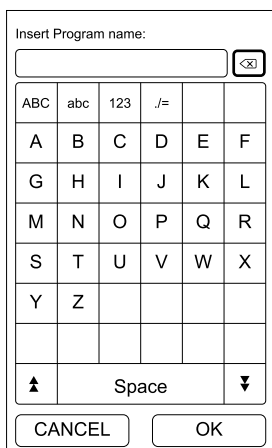 Insert Program name:
ABC abc 123 ./=
A B C D E F
G H I J K L
M N O P Q R
S T U V W X
Y Z
Space
CANCEL OK